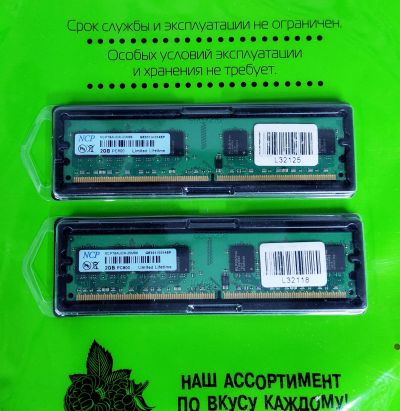 Срок службы и эксплуатации не ограничен.
Особых условий эксплуатации
и хранения не требует.
NCP
2GB PC800 Limited Lifetime
L32125
NCP
2GB PC800 Limited Lifetime
L32118
НАШ АССОРТИМЕНТ
ПО ВКУСУ КАЖДОМУ!